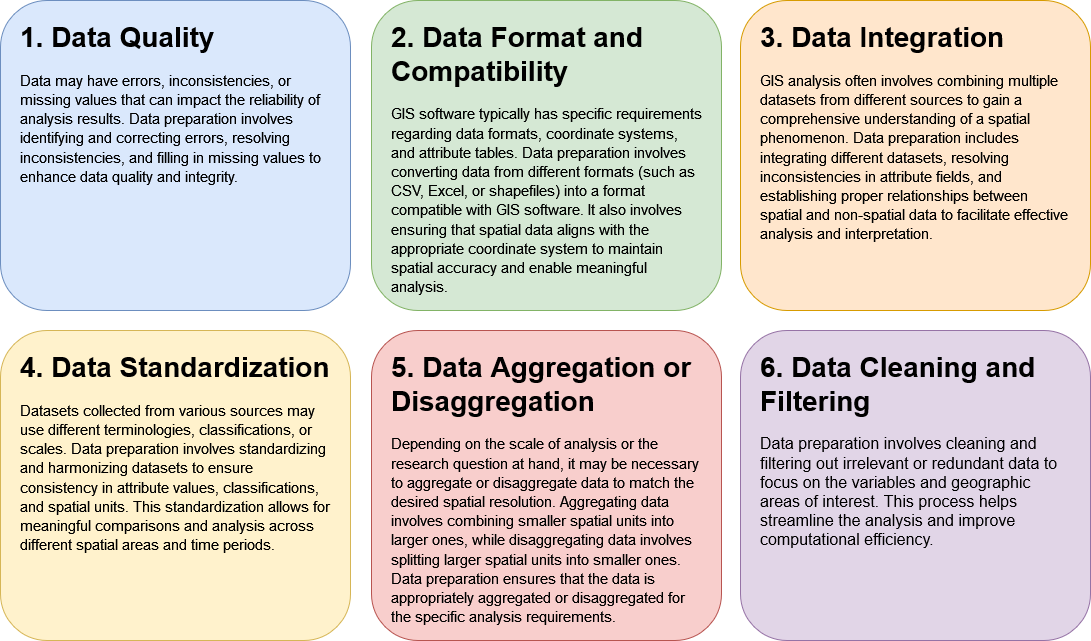 1. Data Quality
Data may have errors, inconsistencies, or
missing values that can impact the reliability of
analysis results. Data preparation involves
identifying and correcting errors, resolving
inconsistencies, and filling in missing values to
enhance data quality and integrity.
2. Data Format and
Compatibility
GIS software typically has specific requirements
regarding data formats, coordinate systems,
and attribute tables. Data preparation involves
converting data from different formats (such as
CSV, Excel, or shapefiles) into a format
compatible with GIS software. It also involves
ensuring that spatial data aligns with the
appropriate coordinate system to maintain
spatial accuracy and enable meaningful
analysis.
3. Data Integration
GIS analysis often involves combining multiple
datasets from different sources to gain a
comprehensive understanding of a spatial
phenomenon. Data preparation includes
integrating different datasets, resolving
inconsistencies in attribute fields, and
establishing proper relationships between
spatial and non-spatial data to facilitate effective
analysis and interpretation.
4. Data Standardization
Datasets collected from various sources may
use different terminologies, classifications, or
scales. Data preparation involves standardizing
and harmonizing datasets to ensure
consistency in attribute values, classifications,
and spatial units. This standardization allows for
meaningful comparisons and analysis across
different spatial areas and time periods.
5. Data Aggregation or
Disaggregation
Depending on the scale of analysis or the
research question at hand, it may be necessary
to aggregate or disaggregate data to match the
desired spatial resolution. Aggregating data
involves combining smaller spatial units into
larger ones, while disaggregating data involves
splitting larger spatial units into smaller ones.
Data preparation ensures that the data is
appropriately aggregated or disaggregated for
the specific analysis requirements.
6. Data Cleaning and
Filtering
Data preparation involves cleaning and
filtering out irrelevant or redundant data to
focus on the variables and geographic
areas of interest. This process helps
streamline the analysis and improve
computational efficiency.